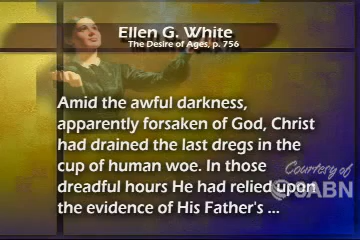 Ellen G. White
The Desire of Ages, p. 756
Amid the awful darkness,
apparently forsaken of God, Christ
had drained the last dregs in the
cup of human woe. In those
dreadful hours He had relied upon
the evidence of His Father's ...
Courtesy of
3ABN